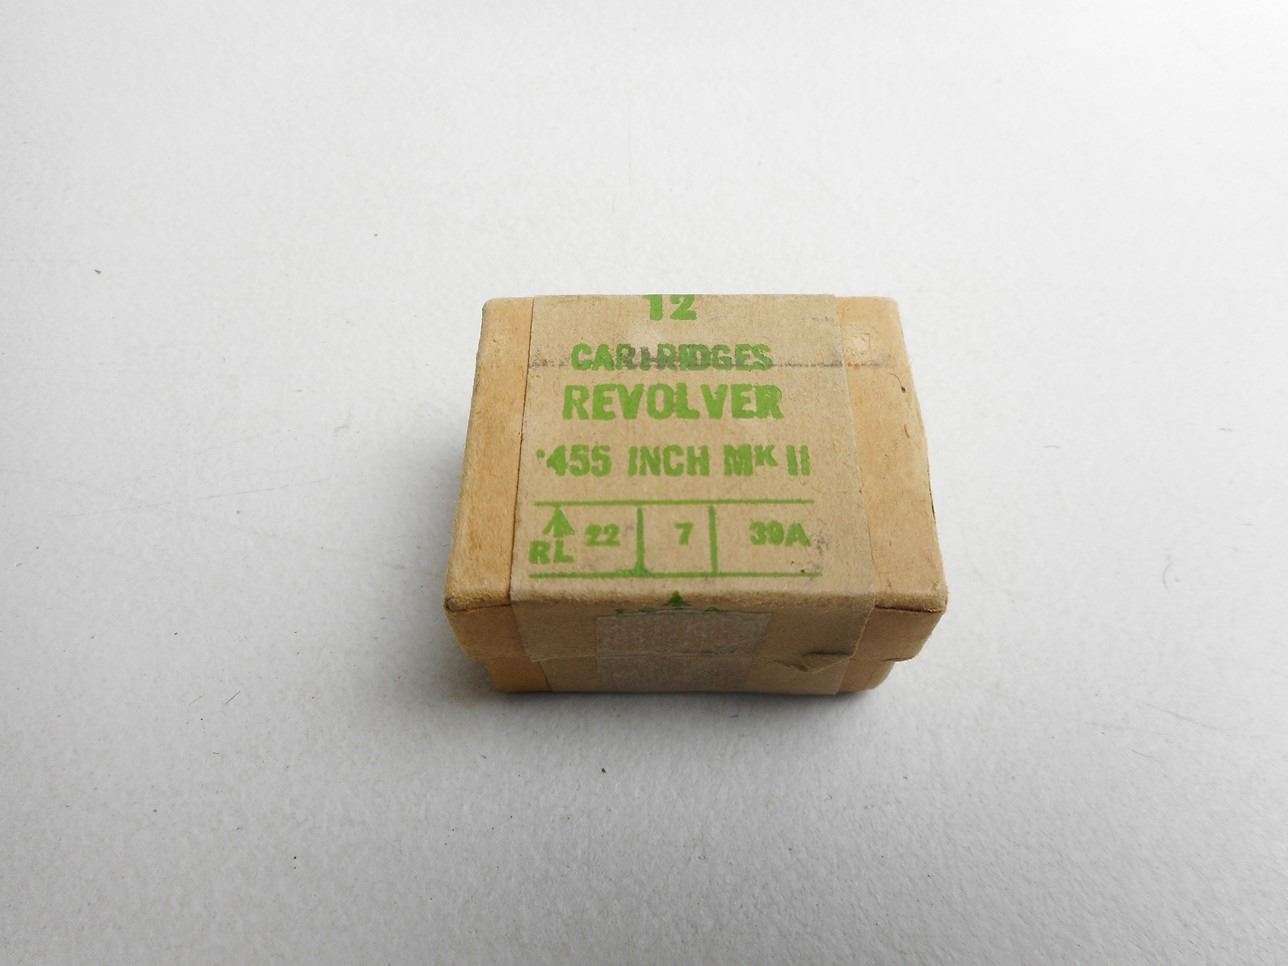 12
CARTRIDGES
REVOLVER
·455 INCH MK II
RL 22 7 39A